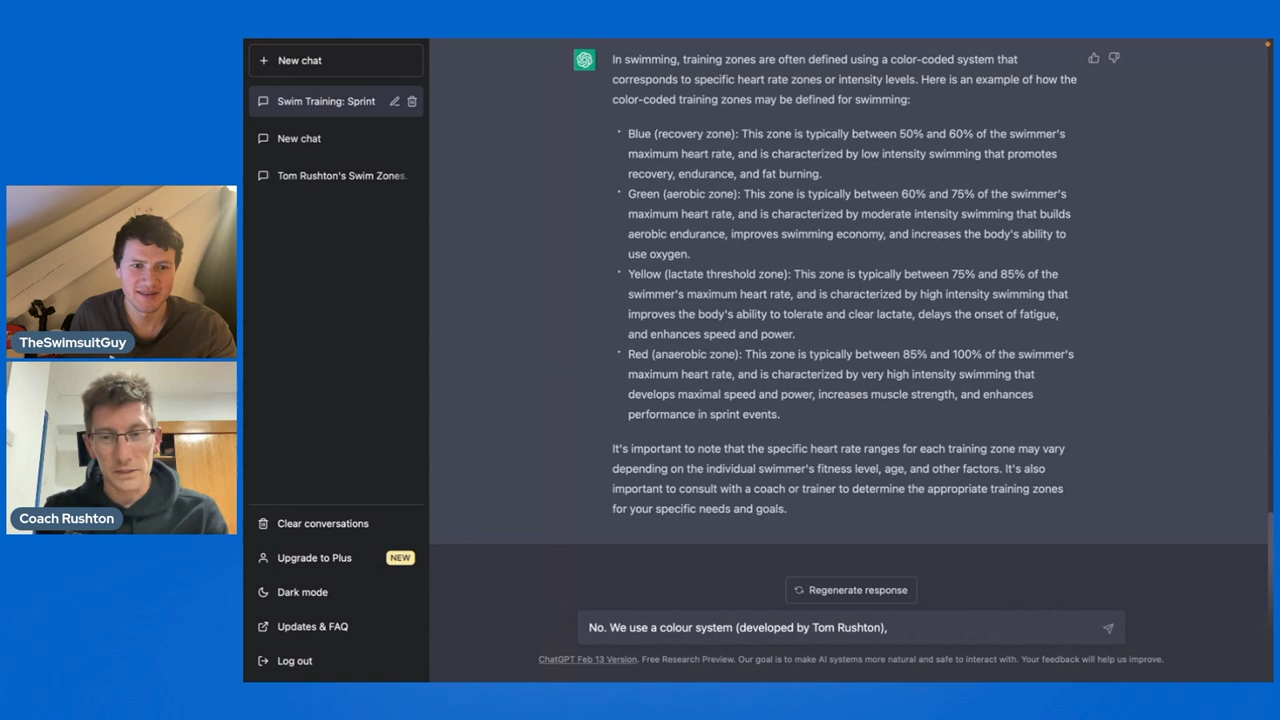 New chat
Swim Training: Sprint
New chat
Tom Rushton's Swim Zones.
Clear conversations
Upgrade to Plus
NEW
Dark mode
Updates & FAQ
Log out
TheSwimsuitGuy
Coach Rushton
In swimming, training zones are often defined using a color-coded system that
corresponds to specific heart rate zones or intensity levels. Here is an example of how the
color-coded training zones may be defined for swimming:
• Blue (recovery zone): This zone is typically between 50% and 60% of the swimmer's
maximum heart rate, and is characterized by low intensity swimming that promotes
recovery, endurance, and fat burning.
• Green (aerobic zone): This zone is typically between 60% and 75% of the swimmer's
maximum heart rate, and is characterized by moderate intensity swimming that builds
aerobic endurance, improves swimming economy, and increases the body's ability to
use oxygen.
• Yellow (lactate threshold zone): This zone is typically between 75% and 85% of the
swimmer's maximum heart rate, and is characterized by high intensity swimming that
improves the body's ability to tolerate and clear lactate, delays the onset of fatigue,
and enhances speed and power.
• Red (anaerobic zone): This zone is typically between 85% and 100% of the swimmer's
maximum heart rate, and is characterized by very high intensity swimming that
develops maximal speed and power, increases muscle strength, and enhances
performance in sprint events.
It's important to note that the specific heart rate ranges for each training zone may vary
depending on the individual swimmer's fitness level, age, and other factors. It's also
important to consult with a coach or trainer to determine the appropriate training zones
for your specific needs and goals.
Regenerate response
No. We use a colour system (developed by Tom Rushton),
ChatGPT Feb 13 Version. Free Research Preview. Our goal is to make AI systems more natural and safe to interact with. Your feedback will help us improve.